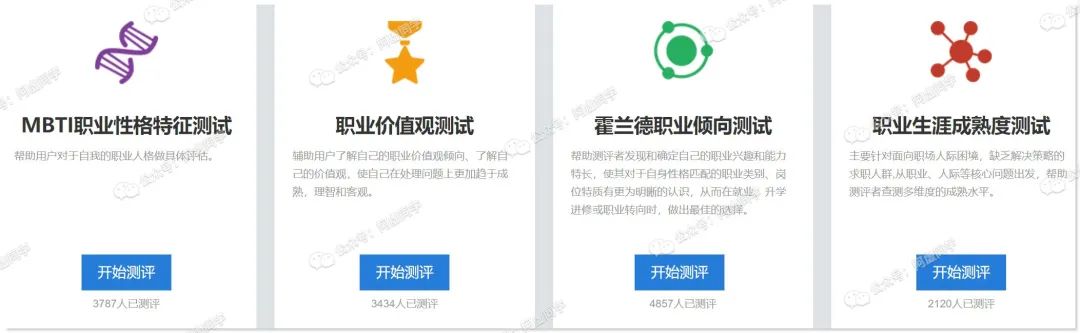 MBTI职业性格特征测试
帮助用户对于自我的职业人格做具体评估。
开始测评
3787人已测评
职业价值观测试
辅助用户了解自己的职业价值观倾向、了解自
己的价值观、使自己在处理问题上更加趋于成
熟，理智和客观。
开始测评
3434人已测评
霍兰德职业倾向测试
帮助测评者发现和确定自己的职业兴趣和能力
特长，使其对于自身性格匹配的职业类别、岗
位特质有更为明晰的认识，从而在就业、升学
进修或职业转向时，做出最佳的选择。
开始测评
4857人已测评
职业生涯成熟度测试
主要针对面向职场人际困境，缺乏解决策略的
求职人群,从职业、人际等核心问题出发，帮助
测评者查测多维度的成熟水平。
开始测评
2120人已测评
公众号：阿虚同学